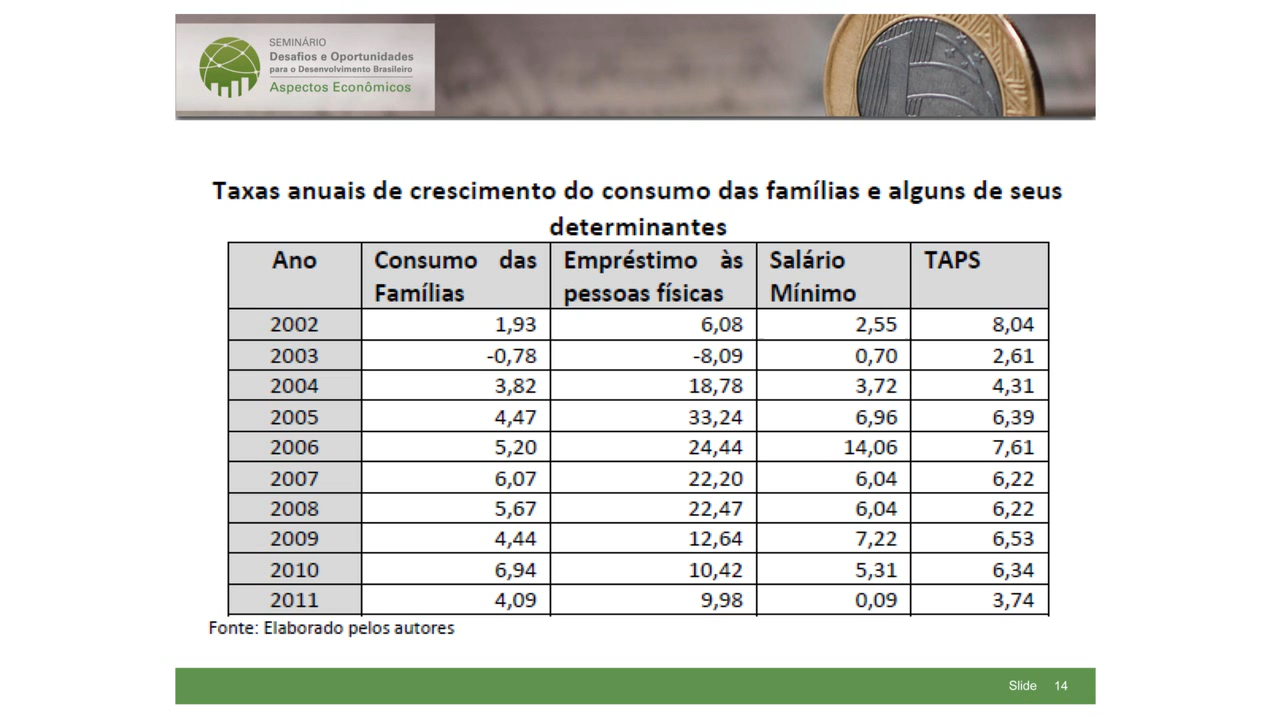 SEMINÁRIO
Desafios e Oportunidades
para o Desenvolvimento Brasileiro
Aspectos Econômicos
Taxas anuais de crescimento do consumo das famílias e alguns de seus
determinantes
Ano Consumo das Famílias Empréstimo às pessoas físicas Salário Mínimo TAPS
2002 1,93 6,08 2,55 8,04
2003 -0,78 -8,09 0,70 2,61
2004 3,82 18,78 3,72 4,31
2005 4,47 33,24 6,96 6,39
2006 5,20 24,44 14,06 7,61
2007 6,07 22,20 6,04 6,22
2008 5,67 22,47 6,04 6,22
2009 4,44 12,64 7,22 6,53
2010 6,94 10,42 5,31 6,34
2011 4,09 9,98 0,09 3,74
Fonte: Elaborado pelos autores
Slide 14